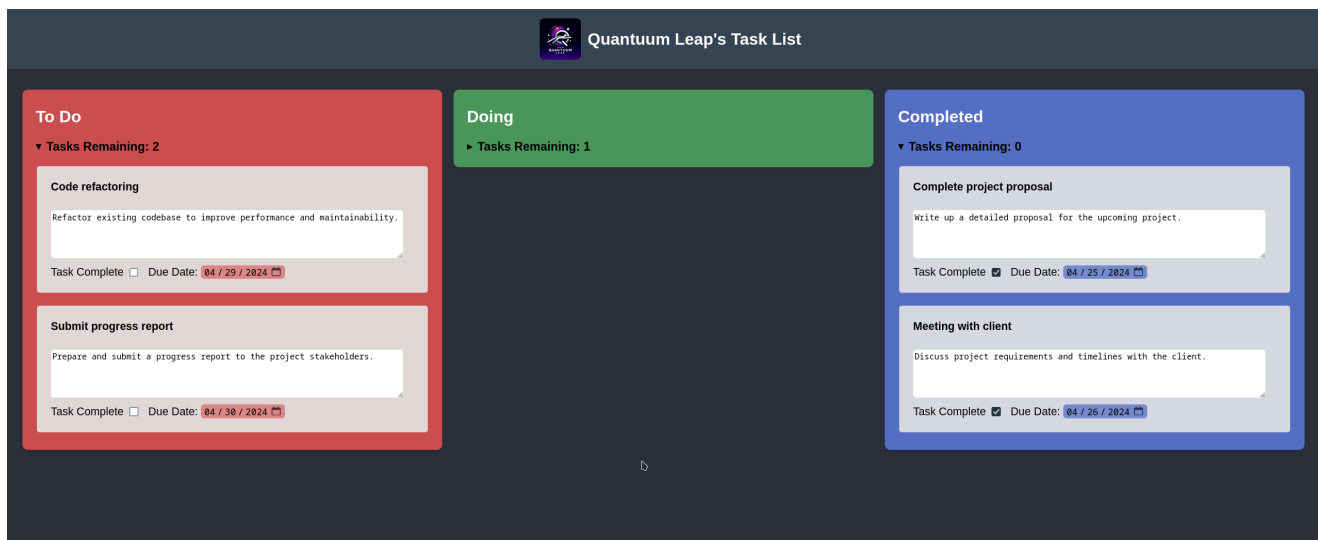 QUANTUUM
LEAP
Quantuum Leap's Task List
To Do
Tasks Remaining: 2
Code refactoring
Refactor existing codebase to improve performance and maintainability.
Task Complete Due Date: 04/29/2024
Submit progress report
Prepare and submit a progress report to the project stakeholders.
Task Complete Due Date: 04/30/2024
Doing
Tasks Remaining: 1
Completed
Tasks Remaining: 0
Complete project proposal
Write up a detailed proposal for the upcoming project.
Task Complete Due Date: 04/25/2024
Meeting with client
Discuss project requirements and timelines with the client.
Task Complete Due Date: 04/26/2024